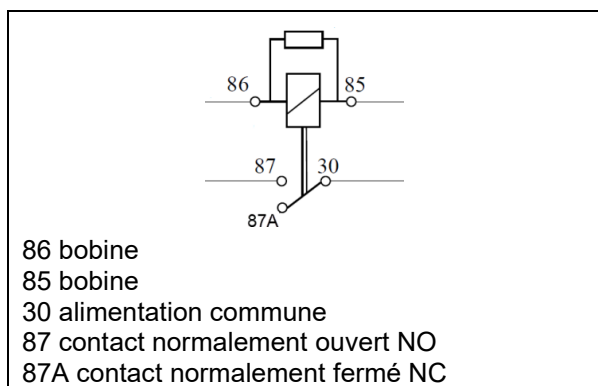 86 85
87 30
87A
86 bobine
85 bobine
30 alimentation commune
87 contact normalement ouvert NO
87A contact normalement fermé NC